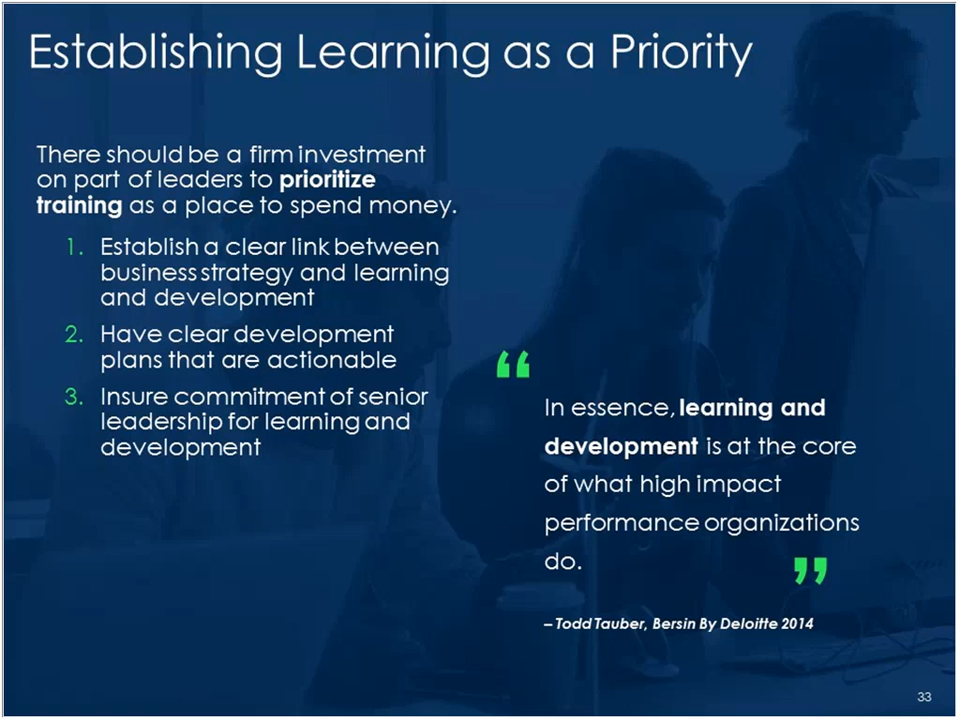 Establishing Learning as a Priority
There should be a firm investment
on part of leaders to prioritize
training as a place to spend money.
1. Establish a clear link between
business strategy and learning
and development
2. Have clear development
plans that are actionable
3. Insure commitment of senior
leadership for learning and
development
“
In essence, learning and
development is at the core
of what high impact
performance organizations
do.
”
– Todd Tauber, Bersin By Deloitte 2014
33